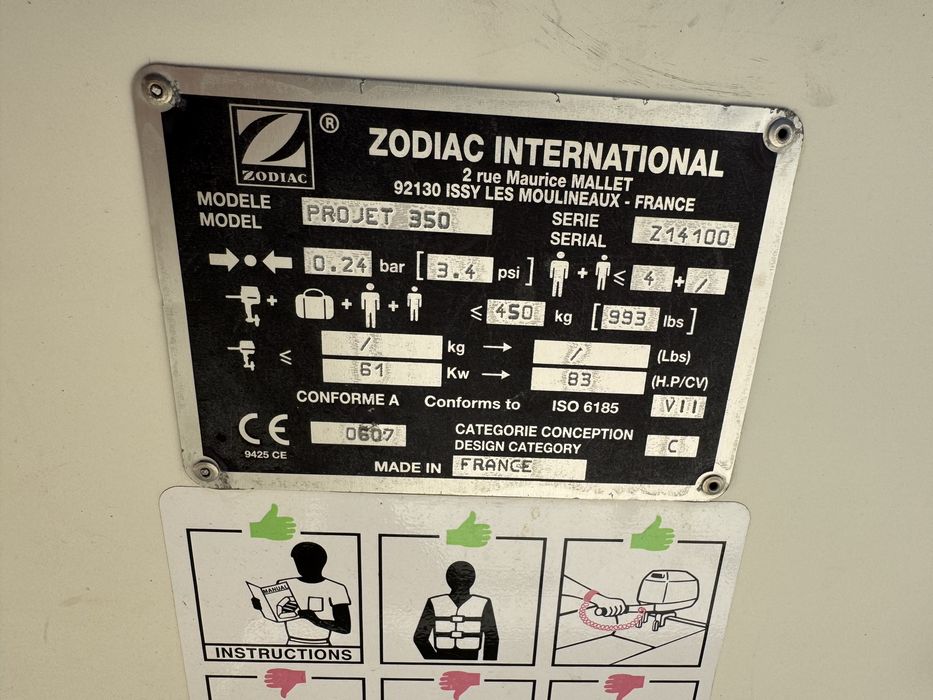 ZODIAC
®
ZODIAC INTERNATIONAL
2 rue Maurice MALLET
92130 ISSY LES MOULINEAUX - FRANCE
MODELE
MODEL
PROJET 350
SERIE
SERIAL
Z14100
0.24 bar [3.4 psi] + ≤ 4 + /
+ + + ≤ 450 kg [993 lbs]
≤ / kg → / (Lbs)
61 Kw → 83 (H.P/CV)
CONFORME A Conforms to ISO 6185 VII
CE 0607
9425 CE
CATEGORIE CONCEPTION
DESIGN CATEGORY
C
MADE IN FRANCE
MANUAL
INSTRUCTIONS